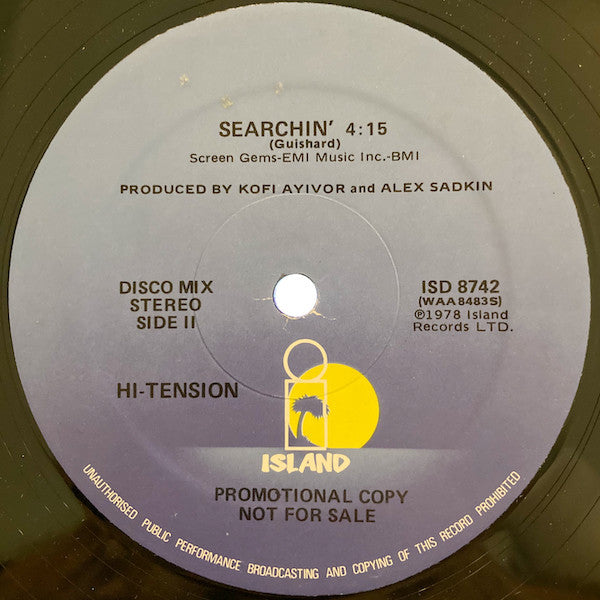 SEARCHIN' 4:15
(Guishard)
Screen Gems-EMI Music Inc.-BMI
PRODUCED BY KOFI AYIVOR and ALEX SADKIN
DISCO MIX
STEREO
SIDE II
ISD 8742
(WAA8483S)
℗1978 Island
Records LTD.
HI-TENSION
ISLAND
PROMOTIONAL COPY
NOT FOR SALE
UNAUTHORISED PUBLIC PERFORMANCE BROADCASTING AND COPYING OF THIS RECORD PROHIBITED